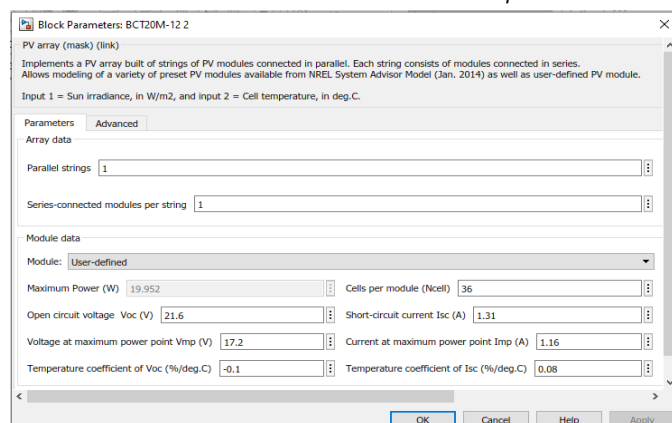 Block Parameters: BCT20M-12 2
PV array (mask) (link)
Implements a PV array built of strings of PV modules connected in parallel. Each string consists of modules connected in series.
Allows modeling of a variety of preset PV modules available from NREL System Advisor Model (Jan. 2014) as well as user-defined PV module.
Input 1 = Sun irradiance, in W/m2, and input 2 = Cell temperature, in deg.C.
Parameters Advanced
Array data
Parallel strings 1
Series-connected modules per string 1
Module data
Module: User-defined
Maximum Power (W) 19.952 Cells per module (Ncell) 36
Open circuit voltage Voc (V) 21.6 Short-circuit current Isc (A) 1.31
Voltage at maximum power point Vmp (V) 17.2 Current at maximum power point Imp (A) 1.16
Temperature coefficient of Voc (%/deg.C) -0.1 Temperature coefficient of Isc (%/deg.C) 0.08
OK Cancel Help Apply